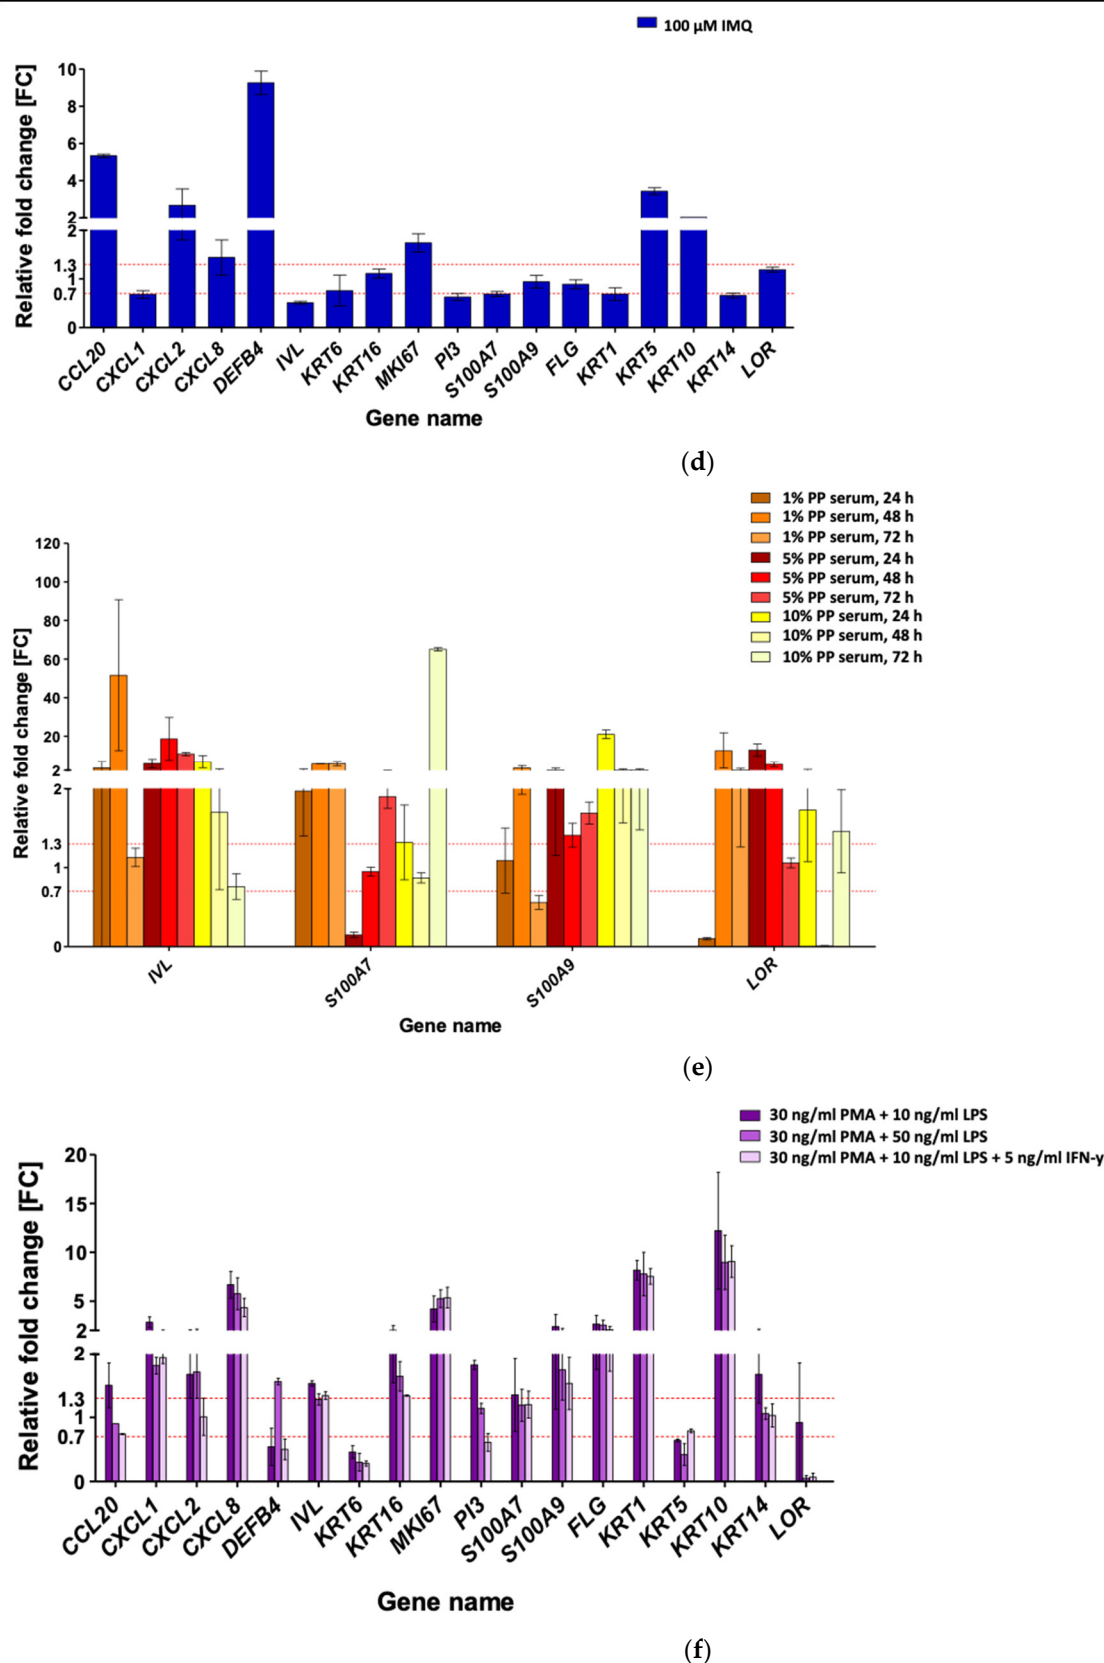 100 µM IMQ
Relative fold change [FC]
10
8
6
4
2
2
1.3
1
0.7
0
CCL20 CXCL1 CXCL2 CXCL8 DEFB4 IVL KRT6 KRT16 MKI67 PI3 S100A7 S100A9 FLG KRT1 KRT5 KRT10 KRT14 LOR
Gene name
(d)
1% PP serum, 24 h
1% PP serum, 48 h
1% PP serum, 72 h
5% PP serum, 24 h
5% PP serum, 48 h
5% PP serum, 72 h
10% PP serum, 24 h
10% PP serum, 48 h
10% PP serum, 72 h
Relative fold change [FC]
120
100
80
60
40
20
2
2
1.3
1
0.7
0
IVL S100A7 S100A9 LOR
Gene name
(e)
30 ng/ml PMA + 10 ng/ml LPS
30 ng/ml PMA + 50 ng/ml LPS
30 ng/ml PMA + 10 ng/ml LPS + 5 ng/ml IFN-y
Relative fold change [FC]
20
15
10
5
2
2
1.3
1
0.7
0
CCL20 CXCL1 CXCL2 CXCL8 DEFB4 IVL KRT6 KRT16 MKI67 PI3 S100A7 S100A9 FLG KRT1 KRT5 KRT10 KRT14 LOR
Gene name
(f)